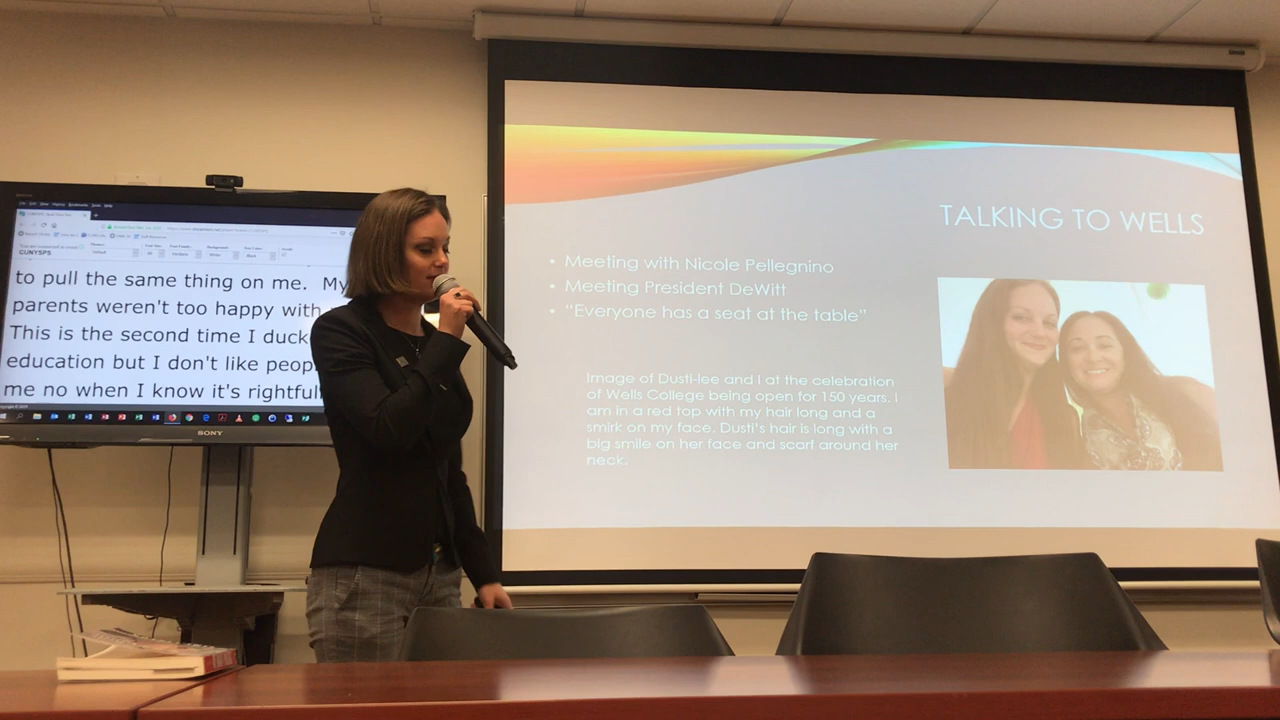 CUNYSPS
to pull the same thing on me. My
parents weren't too happy with
This is the second time I duck
education but I don't like peop
me no when I know it's rightful
SONY
TALKING TO WELLS
• Meeting with Nicole Pellegnino
• Meeting President DeWitt
• "Everyone has a seat at the table"
Image of Dusti-lee and I at the celebration
of Wells College being open for 150 years. I
am in a red top with my hair long and a
smirk on my face. Dusti's hair is long with a
big smile on her face and scarf around her
neck.